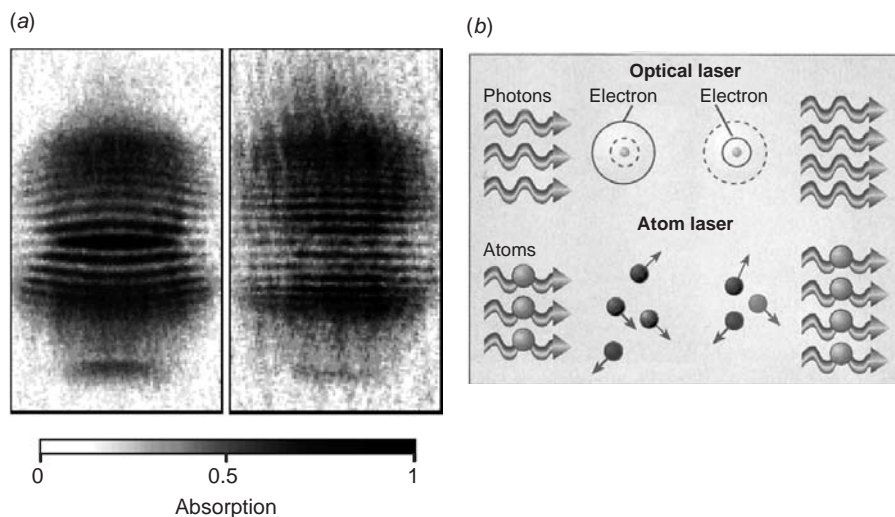 (a)
0
0.5
1
Absorption
(b)
Optical laser
Photons
Electron
Electron
Atom laser
Atoms